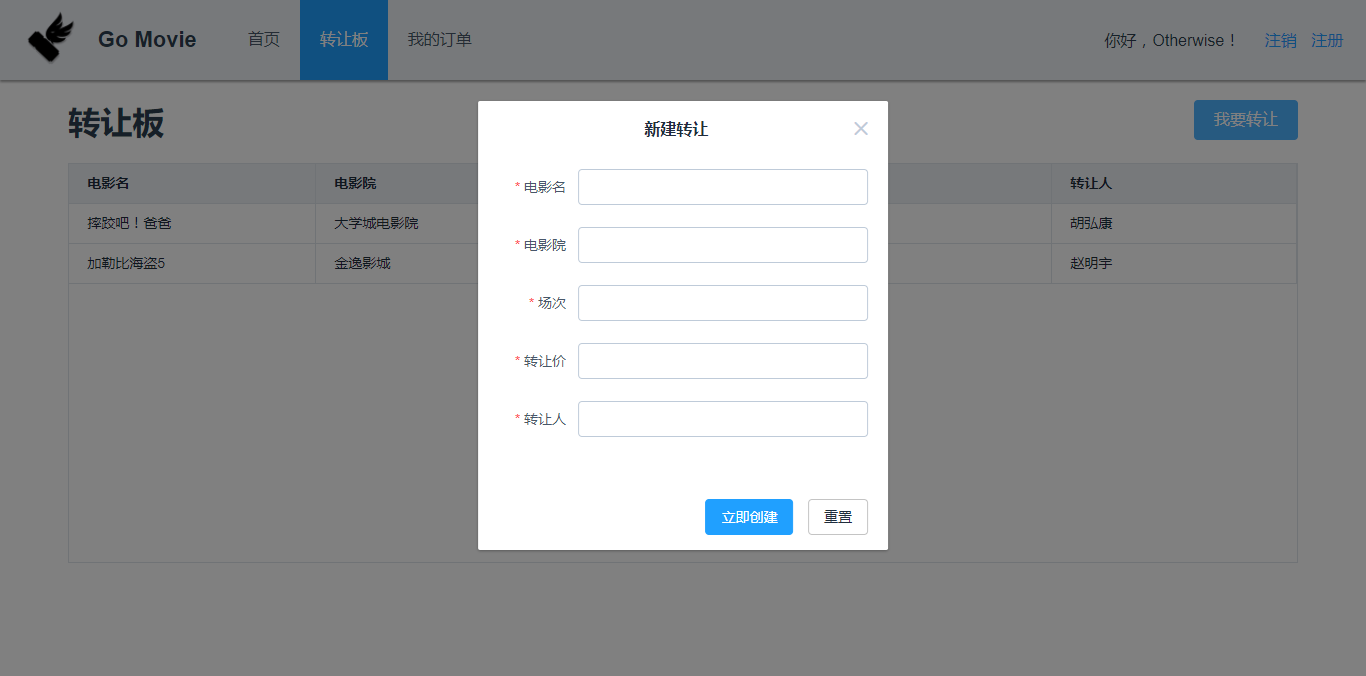 Go Movie 首页 转让板 我的订单 你好，Otherwise！ 注销 注册
转让板 我要转让
电影名 电影院 转让人
摔跤吧！爸爸 大学城电影院 胡弘康
加勒比海盗5 金逸影城 赵明宇
新建转让
* 电影名
* 电影院
* 场次
* 转让价
* 转让人
立即创建 重置